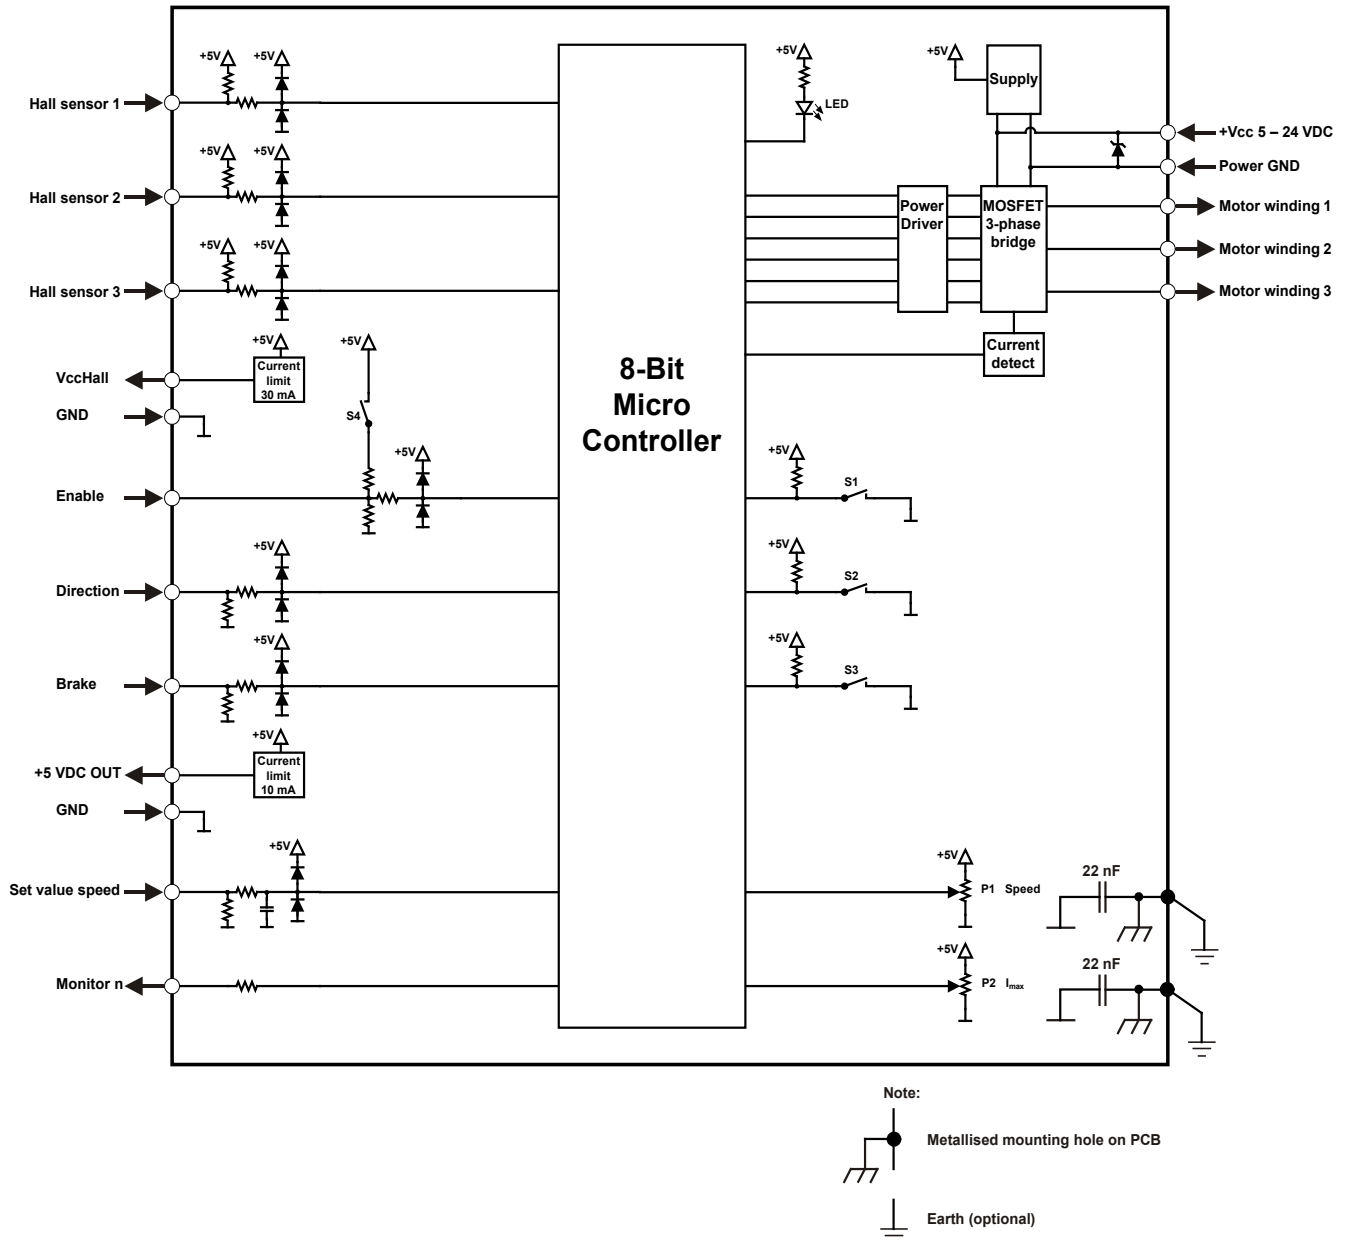 +5V
+5V
Hall sensor 1
+5V
+5V
Hall sensor 2
+5V
+5V
Hall sensor 3
+5V
VccHall
Current
limit
30 mA
GND
+5V
S4
+5V
Enable
+5V
Direction
+5V
Brake
+5V
+5 VDC OUT
Current
limit
10 mA
GND
+5V
Set value speed
Monitor n
8-Bit
Micro
Controller
+5V
LED
+5V
Supply
+Vcc 5 – 24 VDC
Power GND
Power
Driver
MOSFET
3-phase
bridge
Motor winding 1
Motor winding 2
Motor winding 3
Current
detect
+5V
S1
+5V
S2
+5V
S3
+5V
P1 Speed
22 nF
+5V
P2 Imax
22 nF
Note:
Metallised mounting hole on PCB
Earth (optional)